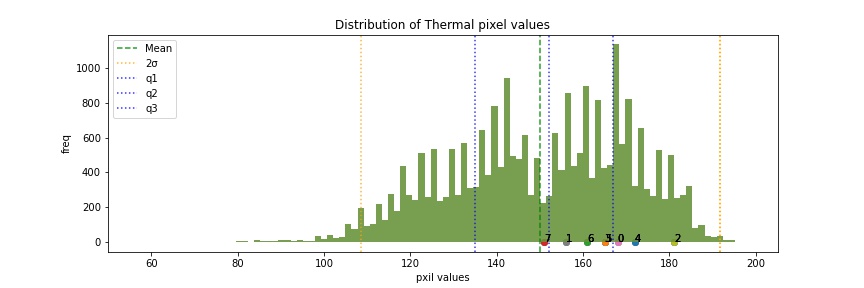 Distribution of Thermal pixel values
Mean
2σ
q1
q2
q3
freq
1000
800
600
400
200
0
7 1 6 5 0 4 2
60 80 100 120 140 160 180 200
pxil values